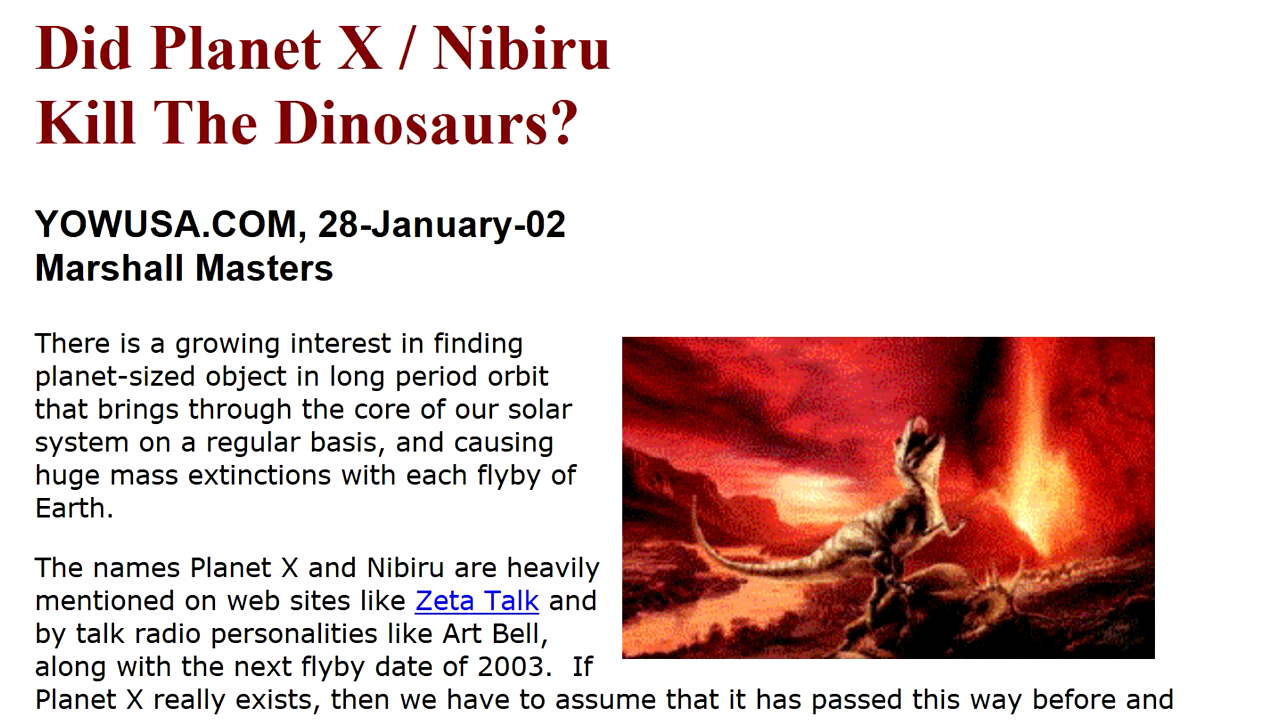 Did Planet X / Nibiru
Kill The Dinosaurs?
YOWUSA.COM, 28-January-02
Marshall Masters
There is a growing interest in finding
planet-sized object in long period orbit
that brings through the core of our solar
system on a regular basis, and causing
huge mass extinctions with each flyby of
Earth.
The names Planet X and Nibiru are heavily
mentioned on web sites like Zeta Talk and
by talk radio personalities like Art Bell,
along with the next flyby date of 2003.  If
Planet X really exists, then we have to assume that it has passed this way before and